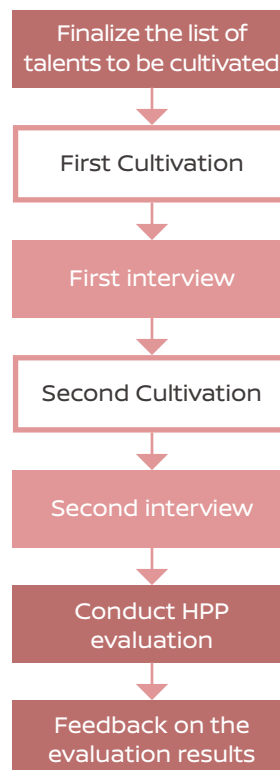 Finalize the list of
talents to be cultivated
First Cultivation
First interview
Second Cultivation
Second interview
Conduct HPP
evaluation
Feedback on the
evaluation results